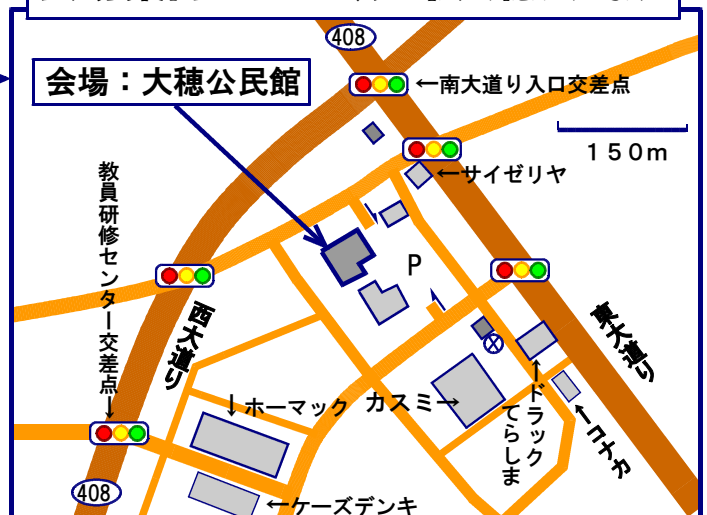 408
会場：大穂公民館
←南大道り入口交差点
150m
←サイゼリヤ
教員研修センター交差点→
P
西大道り
東大道り
↓ホーマック
カスミ→
←ドラック
てらしま
←コナカ
408
←ケーズデンキ